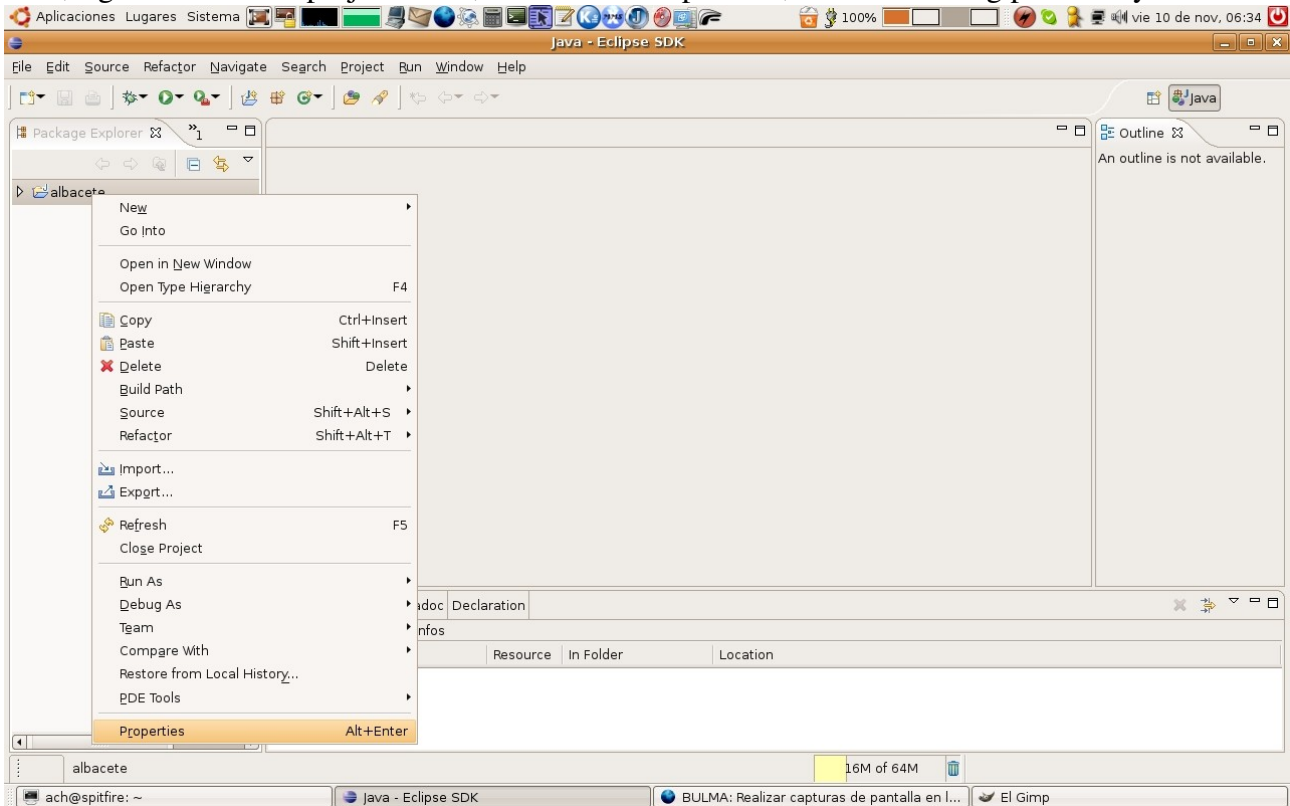 Aplicaciones Lugares Sistema 100% vie 10 de nov, 06:34
Java - Eclipse SDK
File Edit Source Refactor Navigate Search Project Run Window Help
Java
Package Explorer
»1
Outline
An outline is not available.
albacete
New
Go Into
Open in New Window
Open Type Hierarchy F4
Copy Ctrl+Insert
Paste Shift+Insert
Delete Delete
Build Path
Source Shift+Alt+S
Refactor Shift+Alt+T
Import...
Export...
Refresh F5
Close Project
Run As
Debug As
Team
Compare With
Restore from Local History...
PDE Tools
Properties Alt+Enter
adoc Declaration
nfos
Resource In Folder Location
albacete 16M of 64M
ach@spitfire: ~ Java - Eclipse SDK BULMA: Realizar capturas de pantalla en l... El Gimp